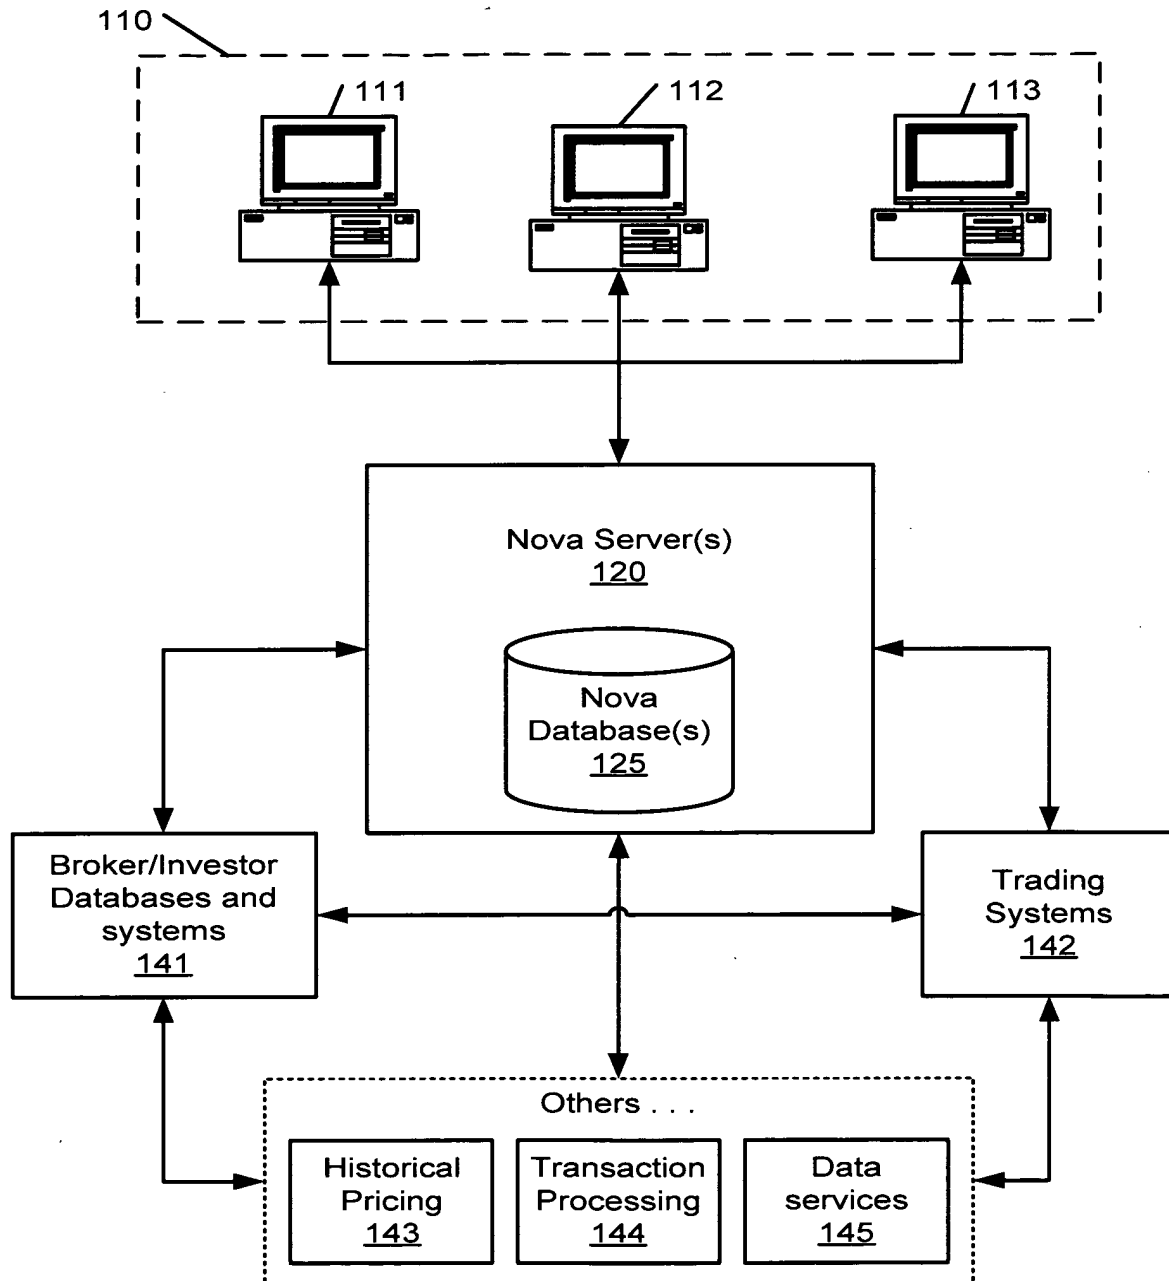 110
111
112
113
Nova Server(s)
120
Nova
Database(s)
125
Broker/Investor
Databases and
systems
141
Trading
Systems
142
Others . . .
Historical
Pricing
143
Transaction
Processing
144
Data
services
145